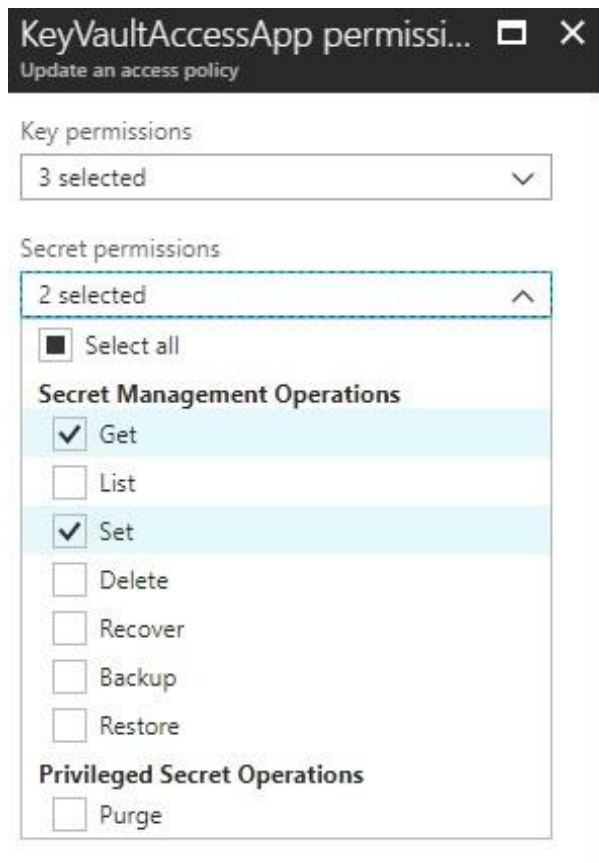 KeyVaultAccessApp permissi...
Update an access policy
Key permissions
3 selected
Secret permissions
2 selected
Select all
Secret Management Operations
Get
List
Set
Delete
Recover
Backup
Restore
Privileged Secret Operations
Purge